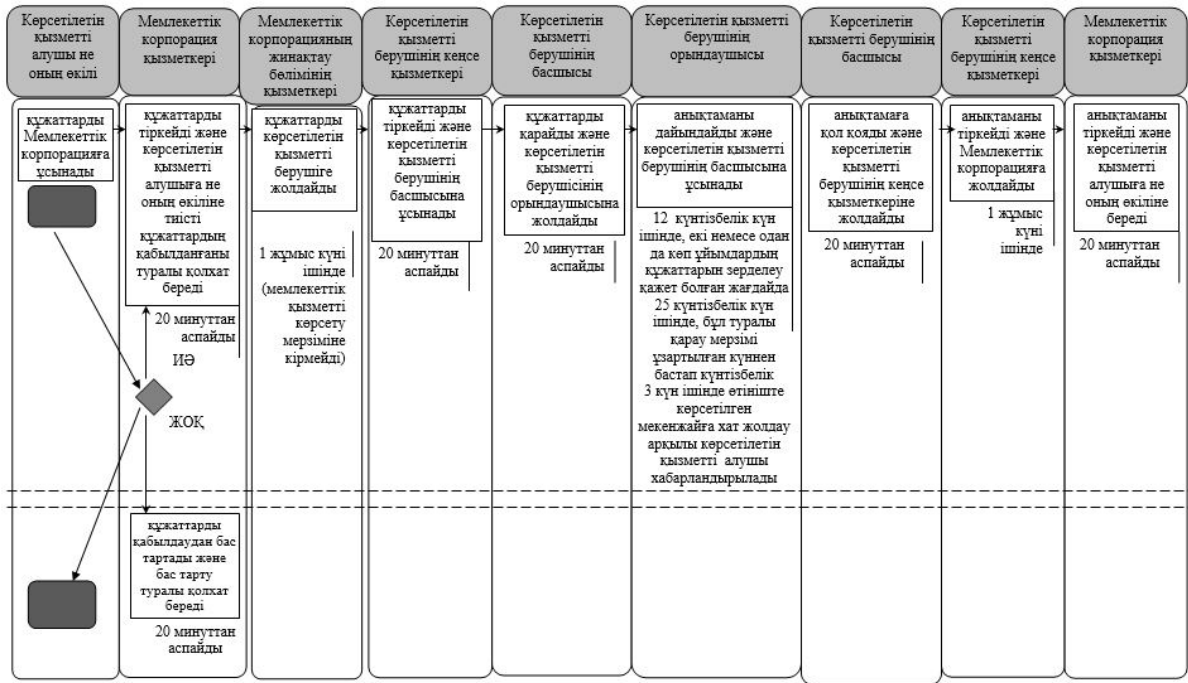 Көрсетілетін
қызметті
алушы не
оның өкілі
Мемлекеттік
корпорация
қызметкері
Мемлекеттік
корпорацияның
жинақтау
бөлімінің
қызметкері
Көрсетілетін
қызметті
берушінің кеңсе
қызметкері
Көрсетілетін
қызметті
берушінің
басшысы
Көрсетілетін қызметті
берушінің
орындаушысы
Көрсетілетін
қызметті берушінің
басшысы
Көрсетілетін
қызметті
берушінің кеңсе
қызметкері
Мемлекеттік
корпорация
қызметкері
құжаттарды
Мемлекеттік
корпорацияға
ұсынады
құжаттарды
тіркейді және
көрсетілетін
қызметті
алушыға не
оның өкіліне
тиісті
құжаттардың
қабылданғаны
туралы қолхат
береді
20 минуттан
аспайды
ИӘ
ЖОҚ
құжаттарды
қабылдаудан бас
тартады және
бас тарту
туралы қолхат
береді
20 минуттан
аспайды
құжаттарды
көрсетілетін
қызметті
берушіге
жолдайды
1 жұмыс күні
ішінде
(мемлекеттік
қызметті
көрсету
мерзіміне
кірмейді)
құжаттарды
тіркейді және
көрсетілетін
қызметті
берушінің
басшысына
ұсынады
20 минуттан
аспайды
құжаттарды
қарайды және
көрсетілетін
қызметті
берушісінің
орындаушысына
жолдайды
20 минуттан
аспайды
анықтаманы
дайындайды және
көрсетілетін қызметті
берушінің басшысына
ұсынады
12 күнтізбелік күн
ішінде, екі немесе одан
да көп ұйымдардың
құжаттарын зерделеу
қажет болған жағдайда
25 күнтізбелік күн
ішінде, бұл туралы
қарау мерзімі
ұзартылған күннен
бастап күнтізбелік
3 күн ішінде өтініште
көрсетілген
мекенжайға хат жолдау
арқылы көрсетілетін
қызметті алушы
хабарландырылады
анықтамаға
қол қояды және
көрсетілетін
қызметті
берушінің кеңсе
қызметкеріне
жолдайды
20 минуттан
аспайды
анықтаманы
тіркейді және
Мемлекеттік
корпорацияға
жолдайды
1 жұмыс
күні
ішінде
анықтаманы
тіркейді және
көрсетілетін
қызметті
алушыға не
оның өкіліне
береді
20 минуттан
аспайды